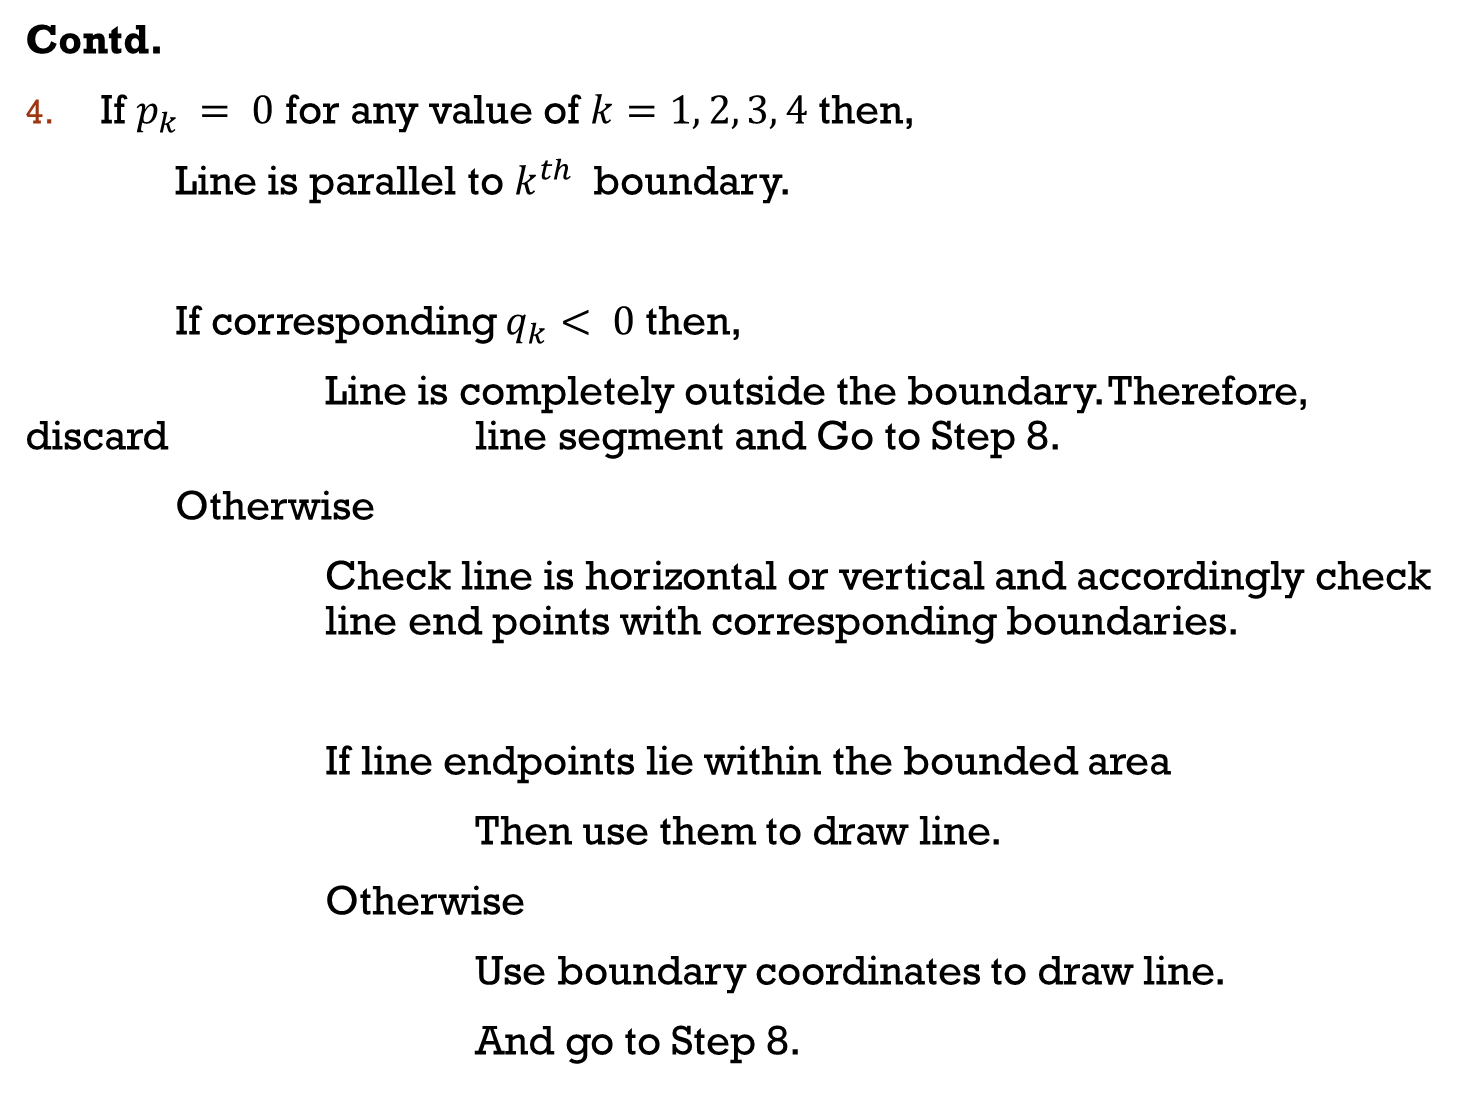 Contd.
4. If p_k = 0 for any value of k = 1, 2, 3, 4 then,
Line is parallel to k^th boundary.
If corresponding q_k < 0 then,
Line is completely outside the boundary. Therefore,
discard line segment and Go to Step 8.
Otherwise
Check line is horizontal or vertical and accordingly check
line end points with corresponding boundaries.
If line endpoints lie within the bounded area
Then use them to draw line.
Otherwise
Use boundary coordinates to draw line.
And go to Step 8.